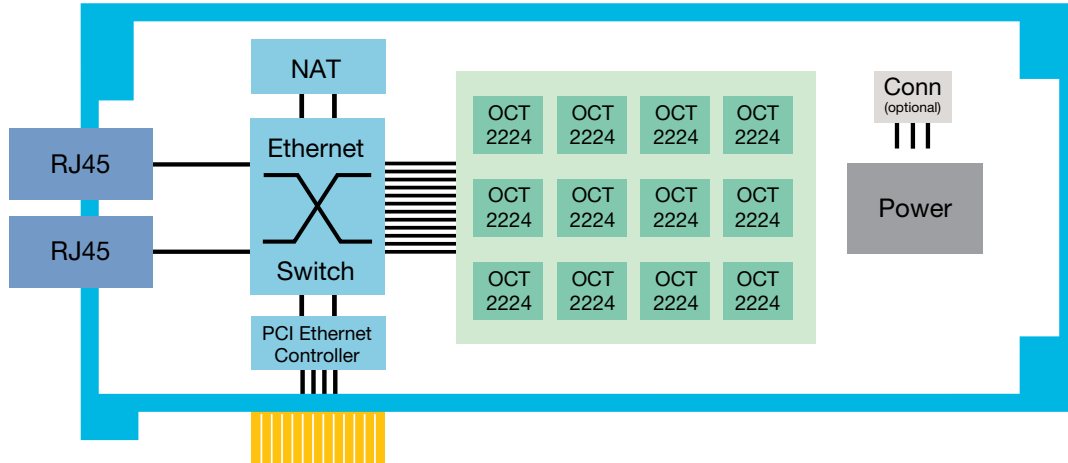 NAT
Conn
(optional)
RJ45
RJ45
Ethernet
Switch
PCI Ethernet
Controller
OCT
2224
OCT
2224
OCT
2224
OCT
2224
OCT
2224
OCT
2224
OCT
2224
OCT
2224
OCT
2224
OCT
2224
OCT
2224
OCT
2224
Power